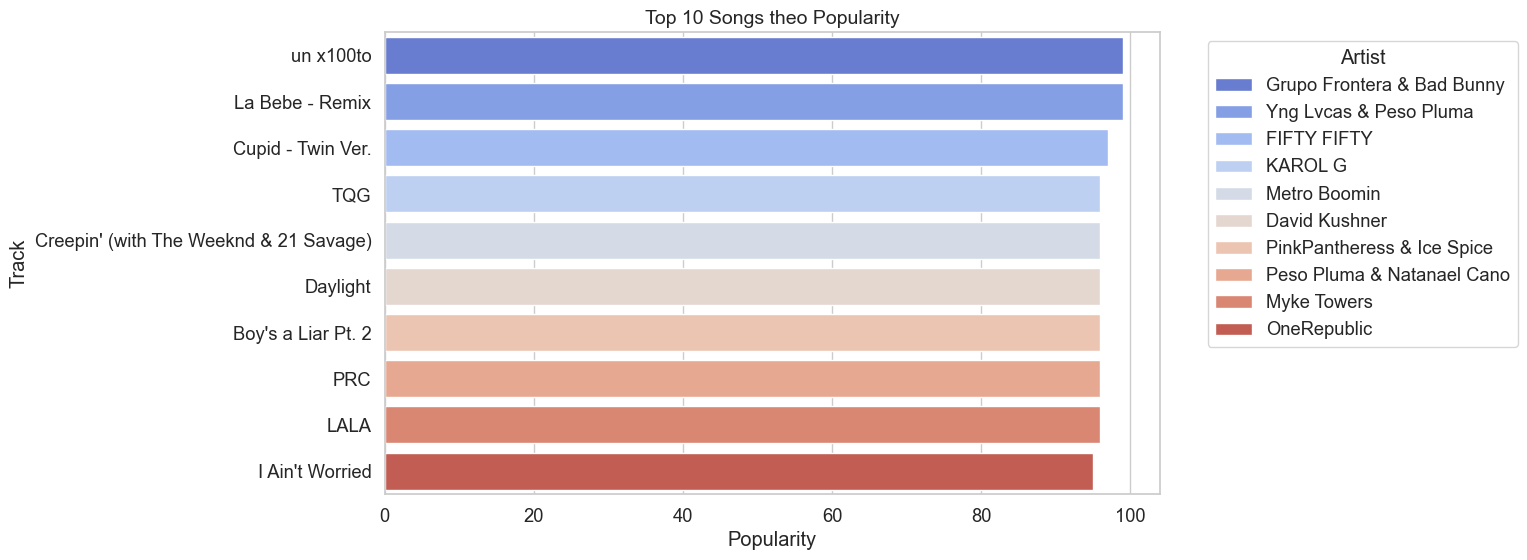 Top 10 Songs theo Popularity
un x100to
La Bebe - Remix
Cupid - Twin Ver.
TQG
Creepin' (with The Weeknd & 21 Savage)
Daylight
Boy's a Liar Pt. 2
PRC
LALA
I Ain't Worried
Track
0 20 40 60 80 100
Popularity
Artist
Grupo Frontera & Bad Bunny
Yng Lvcas & Peso Pluma
FIFTY FIFTY
KAROL G
Metro Boomin
David Kushner
PinkPantheress & Ice Spice
Peso Pluma & Natanael Cano
Myke Towers
OneRepublic